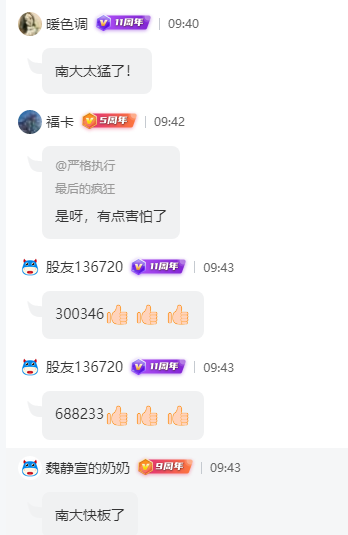 暖色调 11周年 09:40
南大太猛了!
福卡 5周年 09:42
@严格执行
最后的疯狂
是呀，有点害怕了
股友136720 11周年 09:43
300346👍👍👍
股友136720 11周年 09:43
688233👍👍👍
魏静宣的奶奶 9周年 09:43
南大快板了